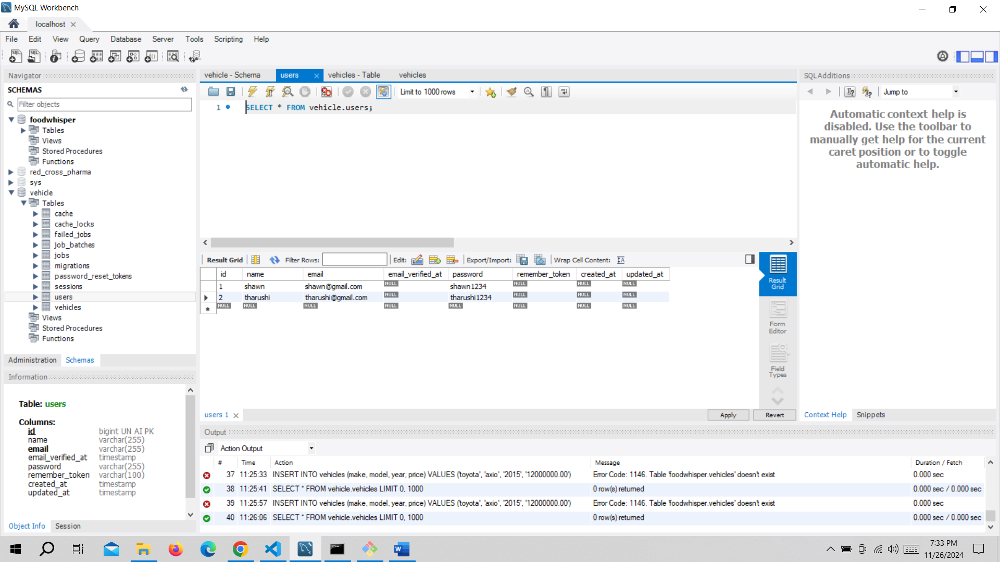 MySQL Workbench
localhost
File Edit View Query Database Server Tools Scripting Help
Navigator
SCHEMAS
Filter objects
foodwhisper
Tables
Views
Stored Procedures
Functions
red_cross_pharma
sys
vehicle
Tables
cache
cache_locks
failed_jobs
job_batches
jobs
migrations
password_reset_tokens
sessions
users
vehicles
Views
Stored Procedures
Functions
Administration Schemas
Information
Table: users
Columns:
id bigint UN AI PK
name varchar(255)
email varchar(255)
email_verified_at timestamp
password varchar(255)
remember_token varchar(100)
created_at timestamp
updated_at timestamp
Object Info Session
vehicle - Schema users vehicles - Table vehicles
Limit to 1000 rows
1 SELECT * FROM vehicle.users;
Result Grid Filter Rows: Edit: Export/Import: Wrap Cell Content:
id name email email_verified_at password remember_token created_at updated_at
1 shawn shawn@gmail.com NULL shawn1234 NULL NULL NULL
2 tharushi tharushi@gmail.com NULL tharushi1234 NULL NULL NULL
NULL NULL NULL NULL NULL NULL NULL NULL
Result
Grid
Form
Editor
Field
Types
users 1 Apply Revert
SQLAdditions
Jump to
Automatic context help is
disabled. Use the toolbar to
manually get help for the current
caret position or to toggle
automatic help.
Context Help Snippets
Output
Action Output
# Time Action Message Duration / Fetch
37 11:25:33 INSERT INTO vehicles (make, model, year, price) VALUES ('toyota', 'axio', '2015', '12000000.00') Error Code: 1146. Table 'foodwhisper.vehicles' doesn't exist 0.000 sec
38 11:25:41 SELECT * FROM vehicle.vehicles LIMIT 0, 1000 0 row(s) returned 0.000 sec / 0.000 sec
39 11:25:57 INSERT INTO vehicles (make, model, year, price) VALUES ('toyota', 'axio', '2015', '12000000.00') Error Code: 1146. Table 'foodwhisper.vehicles' doesn't exist 0.000 sec
40 11:26:06 SELECT * FROM vehicle.vehicles LIMIT 0, 1000 0 row(s) returned 0.000 sec / 0.000 sec
7:33 PM
11/26/2024